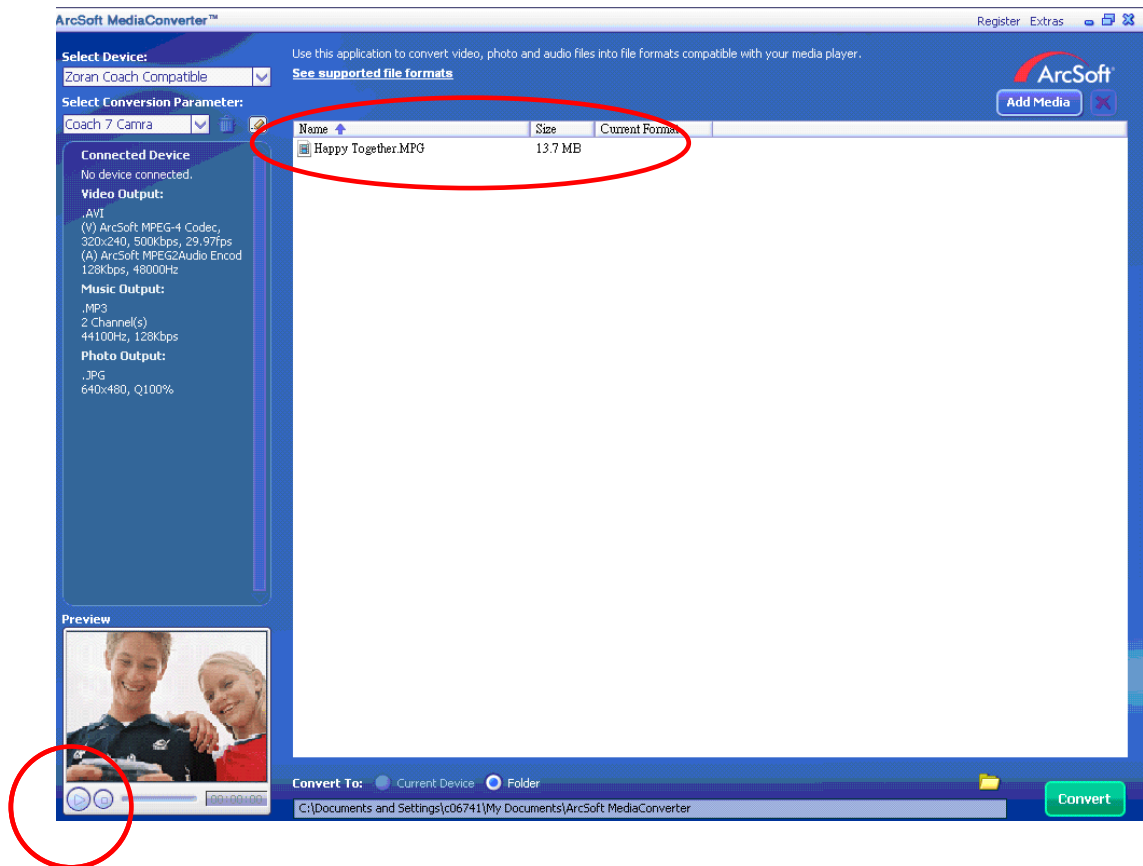 ArcSoft MediaConverter™
Register Extras
Select Device:
Zoran Coach Compatible
Select Conversion Parameter:
Coach 7 Camra
Use this application to convert video, photo and audio files into file formats compatible with your media player.
See supported file formats
ArcSoft
Add Media
Connected Device
No device connected.
Video Output:
.AVI
(V) ArcSoft MPEG-4 Codec,
320x240, 500Kbps, 29.97fps
(A) ArcSoft MPEG2Audio Encod
128Kbps, 48000Hz
Music Output:
.MP3
2 Channel(s)
44100Hz, 128Kbps
Photo Output:
.JPG
640x480, Q100%
Name Size Current Format
Happy Together.MPG 13.7 MB
Preview
00:00:00
Convert To: Current Device Folder
C:\Documents and Settings\c06741\My Documents\ArcSoft MediaConverter
Convert